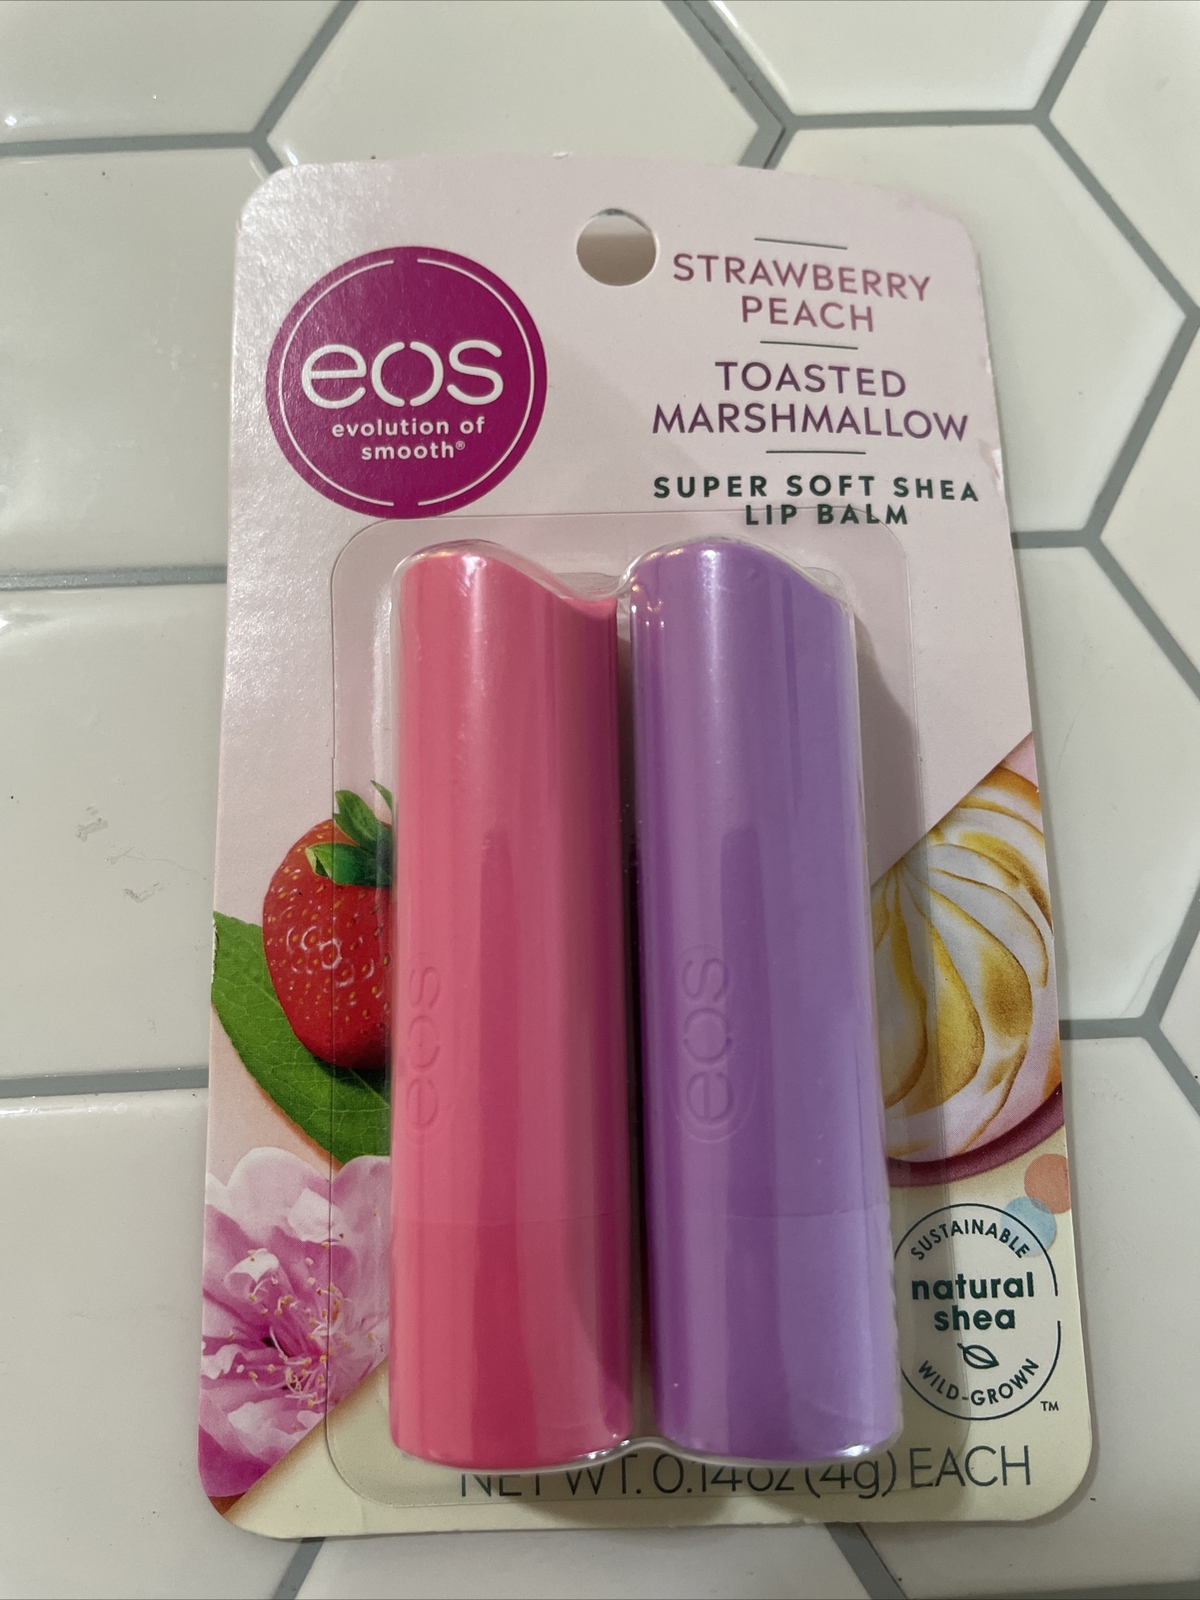 eos
evolution of
smooth®
STRAWBERRY
PEACH
TOASTED
MARSHMALLOW
SUPER SOFT SHEA
LIP BALM
eos
eos
SUSTAINABLE
natural
shea
WILD-GROWN
TM
NET WT. 0.14oz (4g) EACH